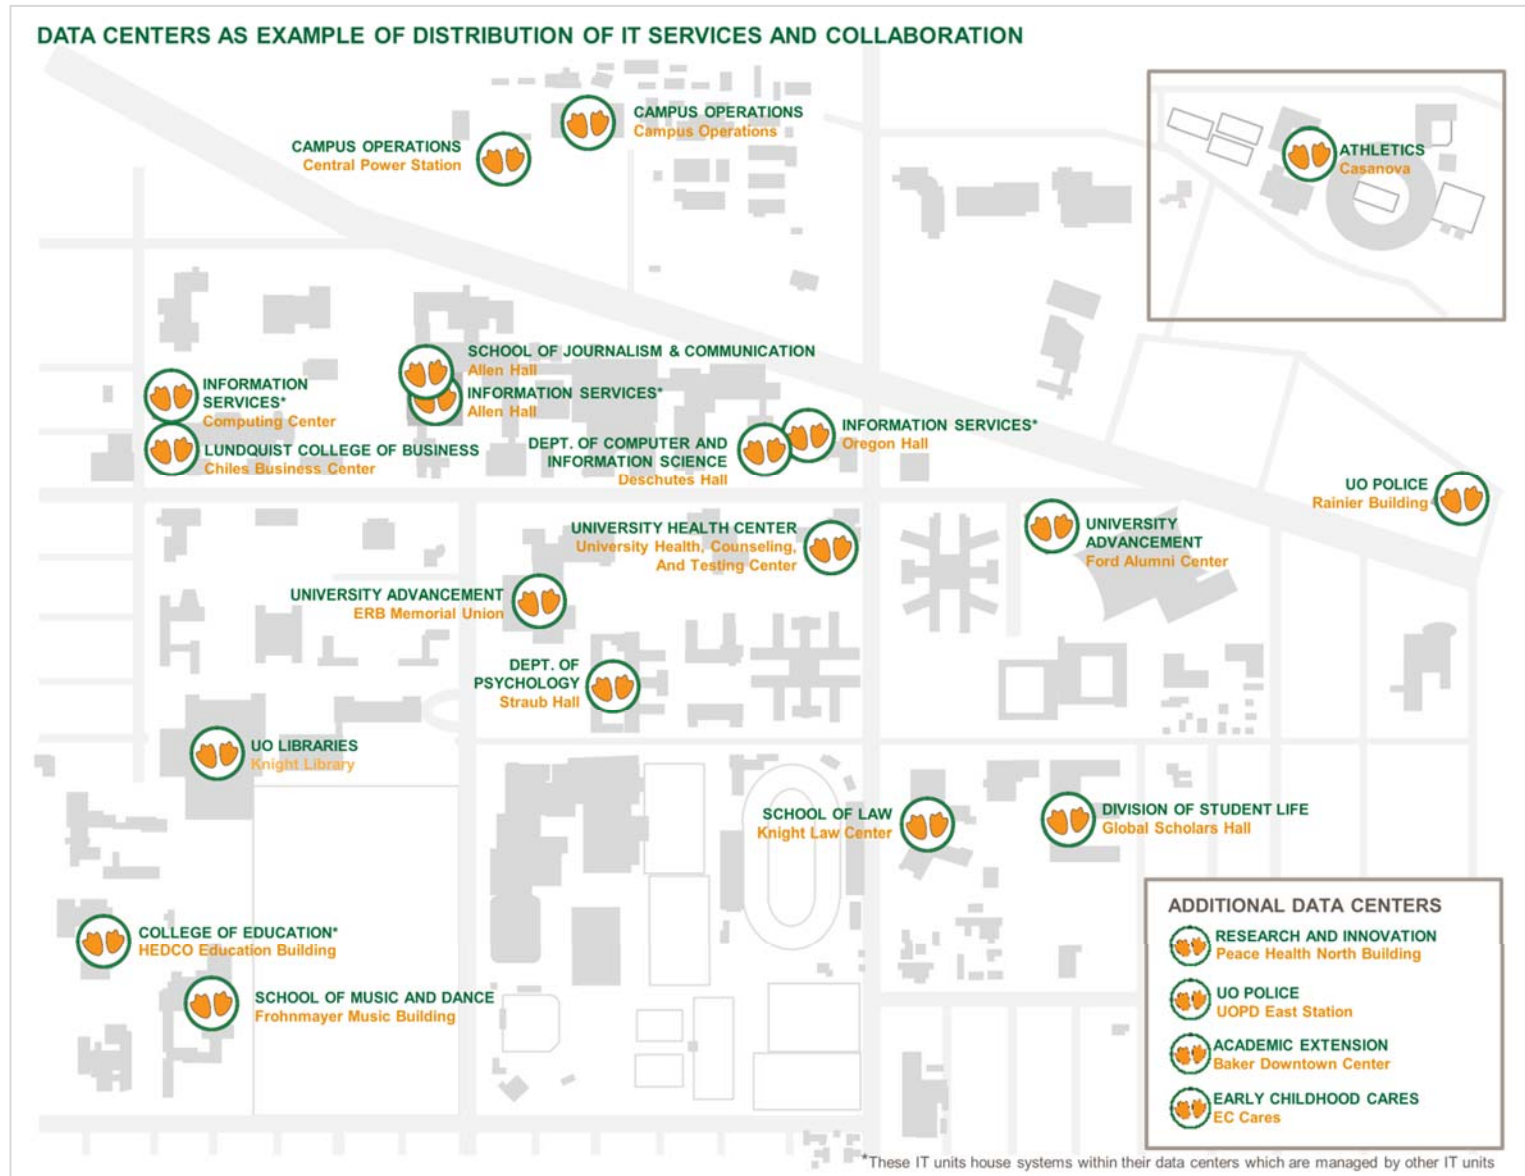 DATA CENTERS AS EXAMPLE OF DISTRIBUTION OF IT SERVICES AND COLLABORATION
CAMPUS OPERATIONS
Campus Operations
CAMPUS OPERATIONS
Central Power Station
ATHLETICS
Casanova
SCHOOL OF JOURNALISM & COMMUNICATION
Allen Hall
INFORMATION SERVICES*
Allen Hall
INFORMATION
SERVICES*
Computing Center
LUNDQUIST COLLEGE OF BUSINESS
Chiles Business Center
INFORMATION SERVICES*
Oregon Hall
DEPT. OF COMPUTER AND
INFORMATION SCIENCE
Deschutes Hall
UO POLICE
Rainier Building
UNIVERSITY HEALTH CENTER
University Health, Counseling,
And Testing Center
UNIVERSITY
ADVANCEMENT
Ford Alumni Center
UNIVERSITY ADVANCEMENT
ERB Memorial Union
DEPT. OF
PSYCHOLOGY
Straub Hall
UO LIBRARIES
Knight Library
SCHOOL OF LAW
Knight Law Center
DIVISION OF STUDENT LIFE
Global Scholars Hall
COLLEGE OF EDUCATION*
HEDCO Education Building
SCHOOL OF MUSIC AND DANCE
Frohnmayer Music Building
ADDITIONAL DATA CENTERS
RESEARCH AND INNOVATION
Peace Health North Building
UO POLICE
UOPD East Station
ACADEMIC EXTENSION
Baker Downtown Center
EARLY CHILDHOOD CARES
EC Cares
*These IT units house systems within their data centers which are managed by other IT units